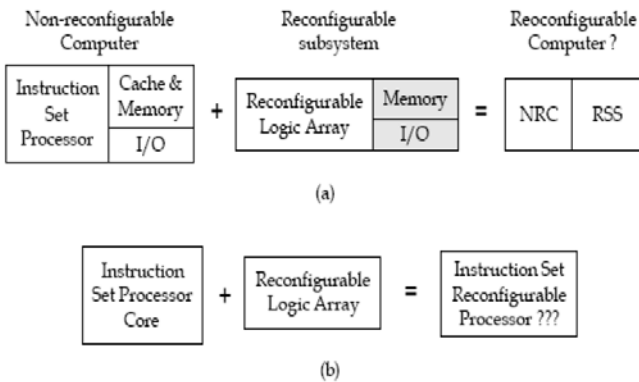 Non-reconfigurable Computer
Reconfigurable subsystem
Reoconfigurable Computer ?
Instruction Set Processor
Cache & Memory
I/O
+
Reconfigurable Logic Array
Memory
I/O
=
NRC
RSS
(a)
Instruction Set Processor Core
+
Reconfigurable Logic Array
=
Instruction Set Reconfigurable Processor ???
(b)